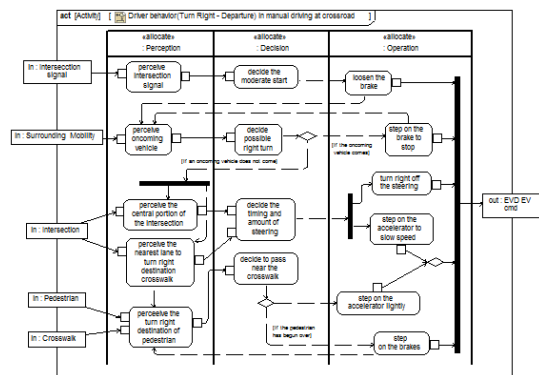 act [Activity] [ Driver behavior(Turn Right - Departure) in manual driving at crossroad ]
«allocate»
: Perception
«allocate»
: Decision
«allocate»
: Operation
in : Intersecction
signal
perceive
intersection
signal
decide the
moderate start
loosen the
brake
in : Surrounding Mobility
perceive
oncoming
vehicle
decide
possible
right turn
[if the oncoming
vehicle comes]
step on the
brake to
stop
[if an oncoming vehicle does not come]
turn right off
the steering
out : EVD EV
cmd
in : Intersection
perceive the
central portion of
the intersection
decide the
timing and
amount of
steering
step on the
accelerator to
slow speed
perceive the
nearest lane to
turn right
destination
crosswalk
decide to pass
near the
crosswalk
in : Pedestrian
step on the
accelerator lightly
in : Crosswalk
perceive the
turn right
destination of
pedestrian
[if the pedestrian
has begun over]
step
on the brakes